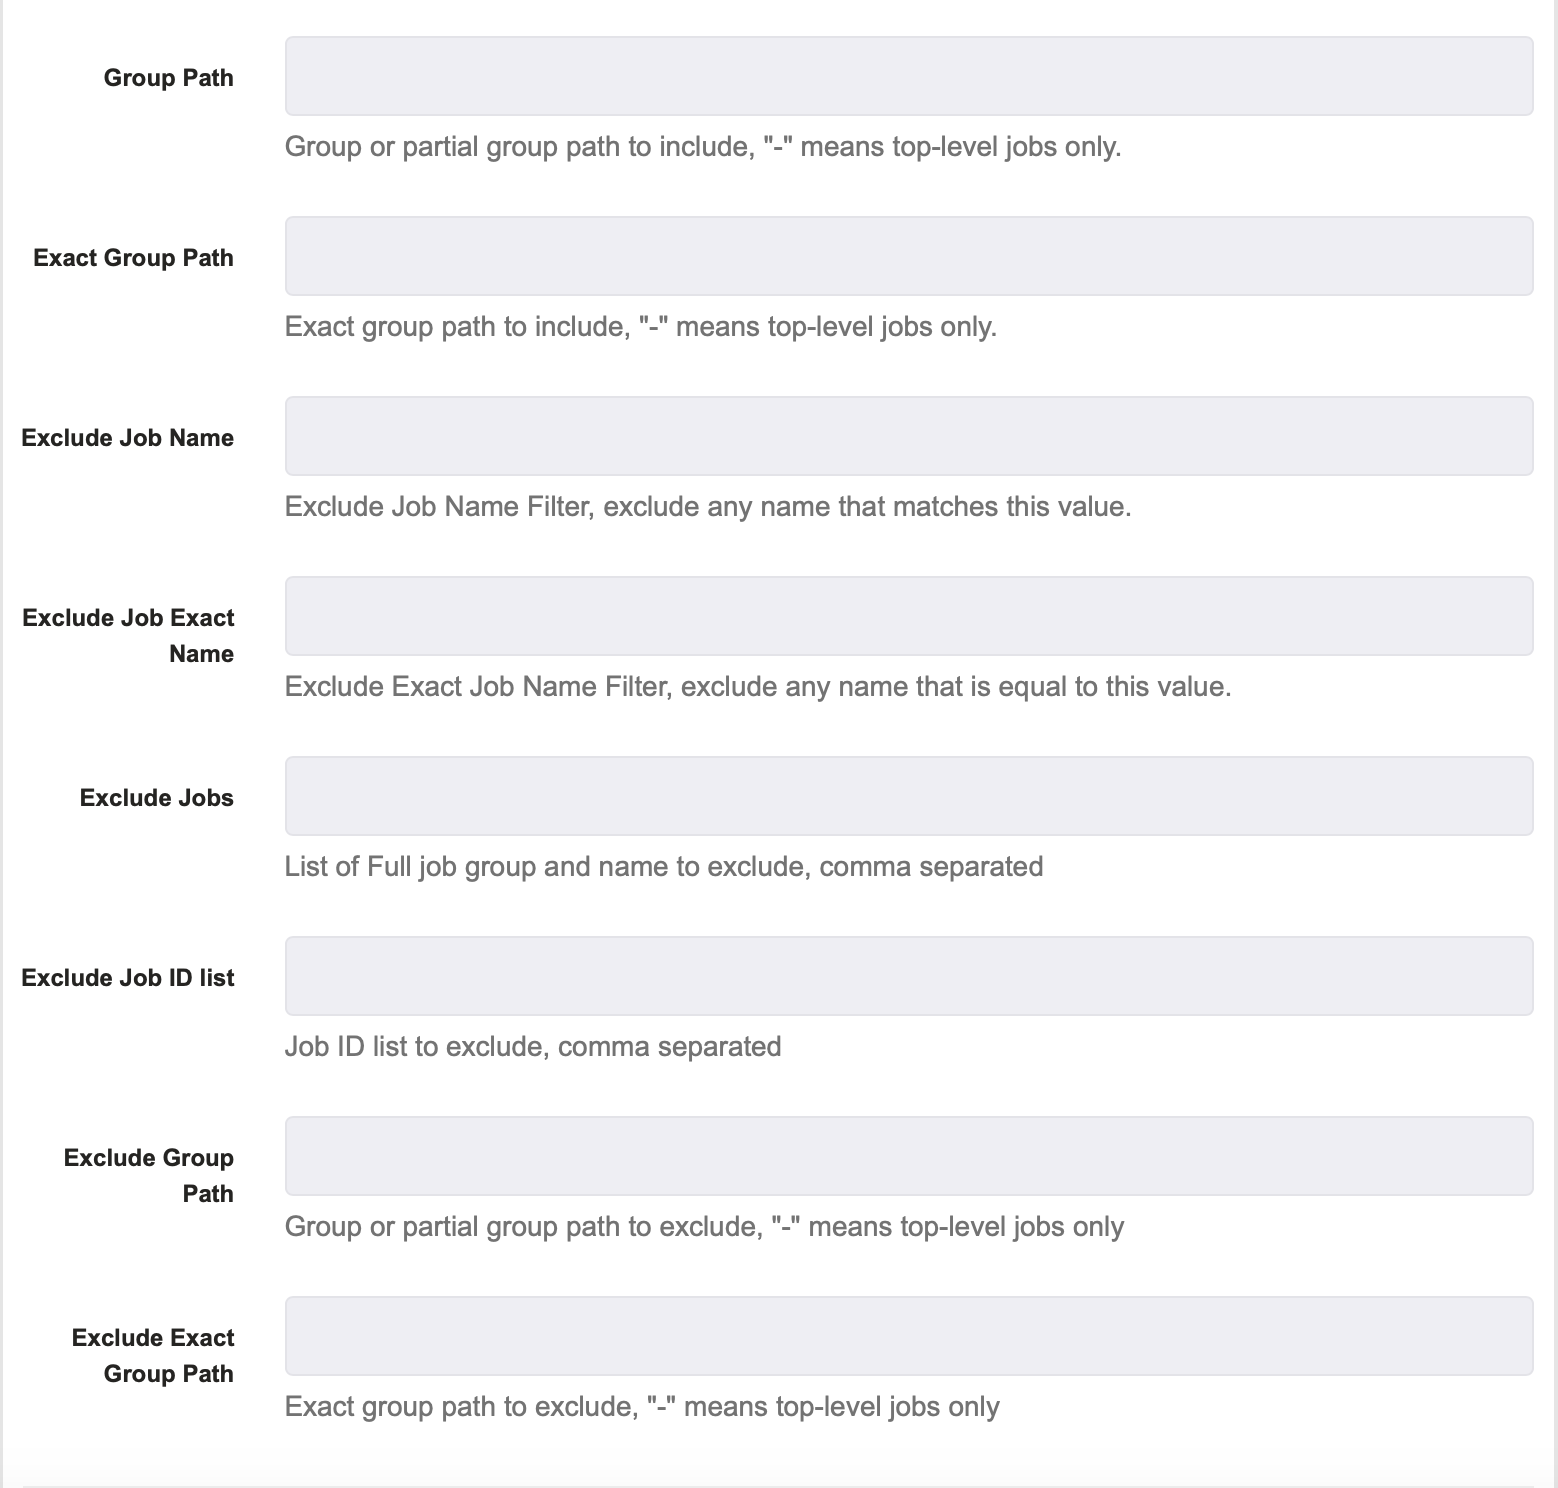 Group Path
Group or partial group path to include, "-" means top-level jobs only.
Exact Group Path
Exact group path to include, "-" means top-level jobs only.
Exclude Job Name
Exclude Job Name Filter, exclude any name that matches this value.
Exclude Job Exact
Name
Exclude Exact Job Name Filter, exclude any name that is equal to this value.
Exclude Jobs
List of Full job group and name to exclude, comma separated
Exclude Job ID list
Job ID list to exclude, comma separated
Exclude Group
Path
Group or partial group path to exclude, "-" means top-level jobs only
Exclude Exact
Group Path
Exact group path to exclude, "-" means top-level jobs only